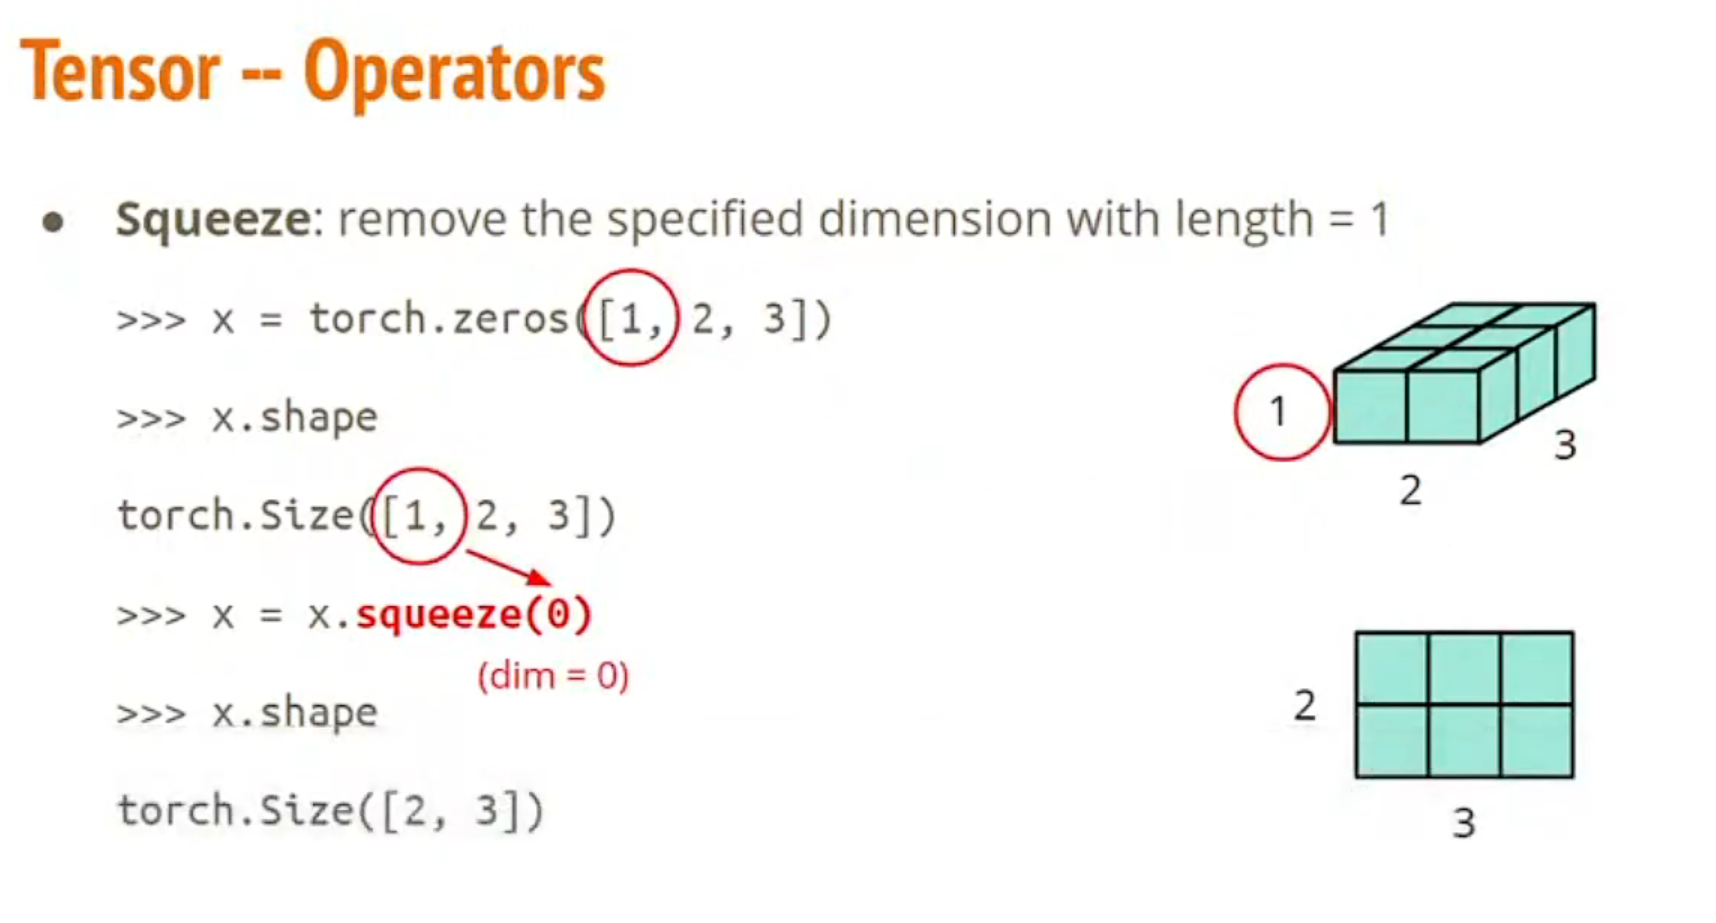 Tensor -- Operators
● Squeeze: remove the specified dimension with length = 1
>>> x = torch.zeros([1, 2, 3])
>>> x.shape
torch.Size([1, 2, 3])
>>> x = x.squeeze(0)
(dim = 0)
>>> x.shape
torch.Size([2, 3])
1
3
2
2
3